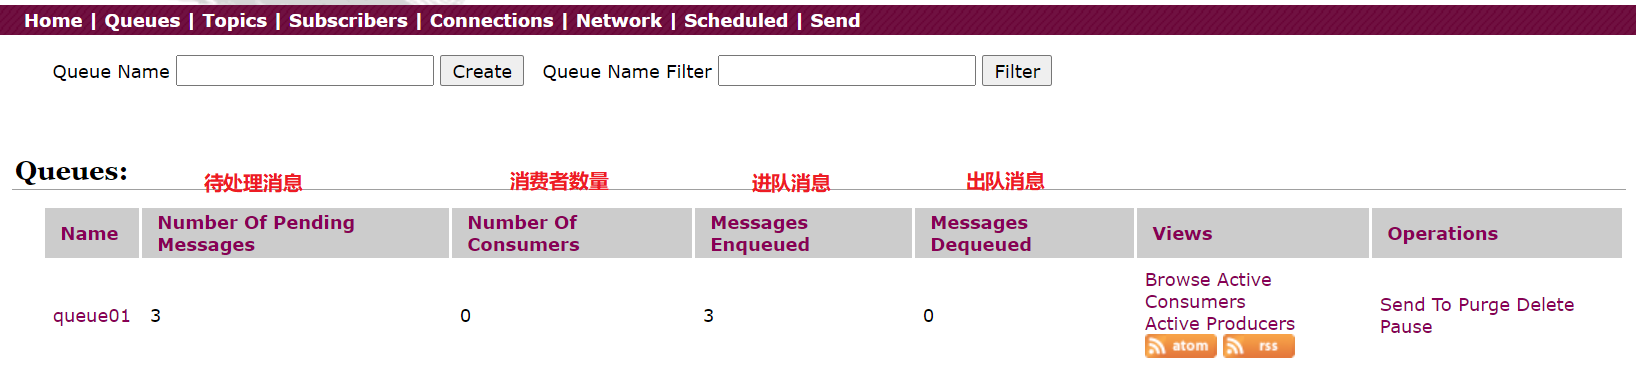 Home | Queues | Topics | Subscribers | Connections | Network | Scheduled | Send
Queue Name Create Queue Name Filter Filter
Queues:
待处理消息 消费者数量 进队消息 出队消息
Name Number Of Pending Messages Number Of Consumers Messages Enqueued Messages Dequeued Views Operations
queue01 3 0 3 0
Browse Active
Consumers
Active Producers
atom rss
Send To Purge Delete
Pause